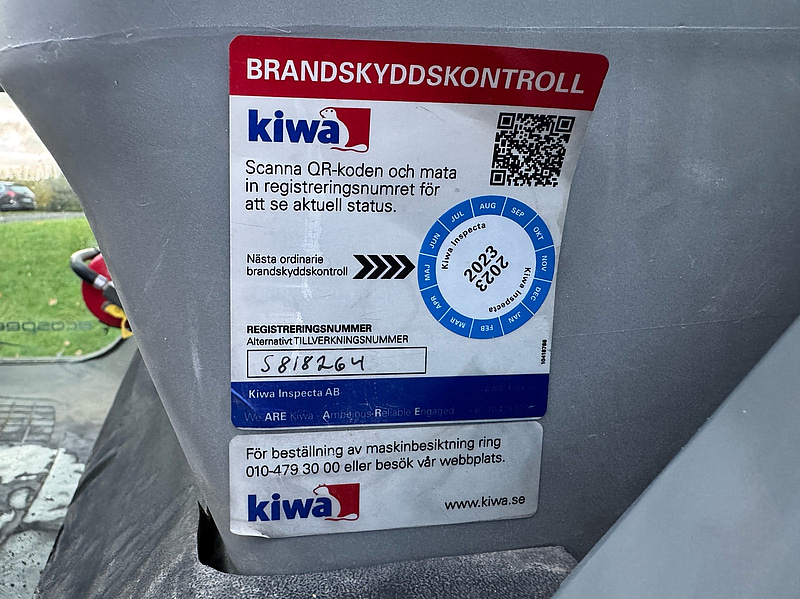 BRANDSKYDDSKONTROLL
kiwa
Scanna QR-koden och mata
in registreringsnumret för
att se aktuell status.
Nästa ordinarie
brandskyddskontroll
JAN FEB MAR APR MAJ JUN JUL AUG SEP OKT NOV DEC
Kiwa Inspecta
2023
2023
Kiwa Inspecta
REGISTRERINGSNUMMER
Alternativt TILLVERKNINGSNUMMER
S818264
10418786
Kiwa Inspecta AB
We ARE Kiwa - Ambitious-Reliable Engaged
För beställning av maskinbesiktning ring
010-479 30 00 eller besök vår webbplats.
kiwa
www.kiwa.se